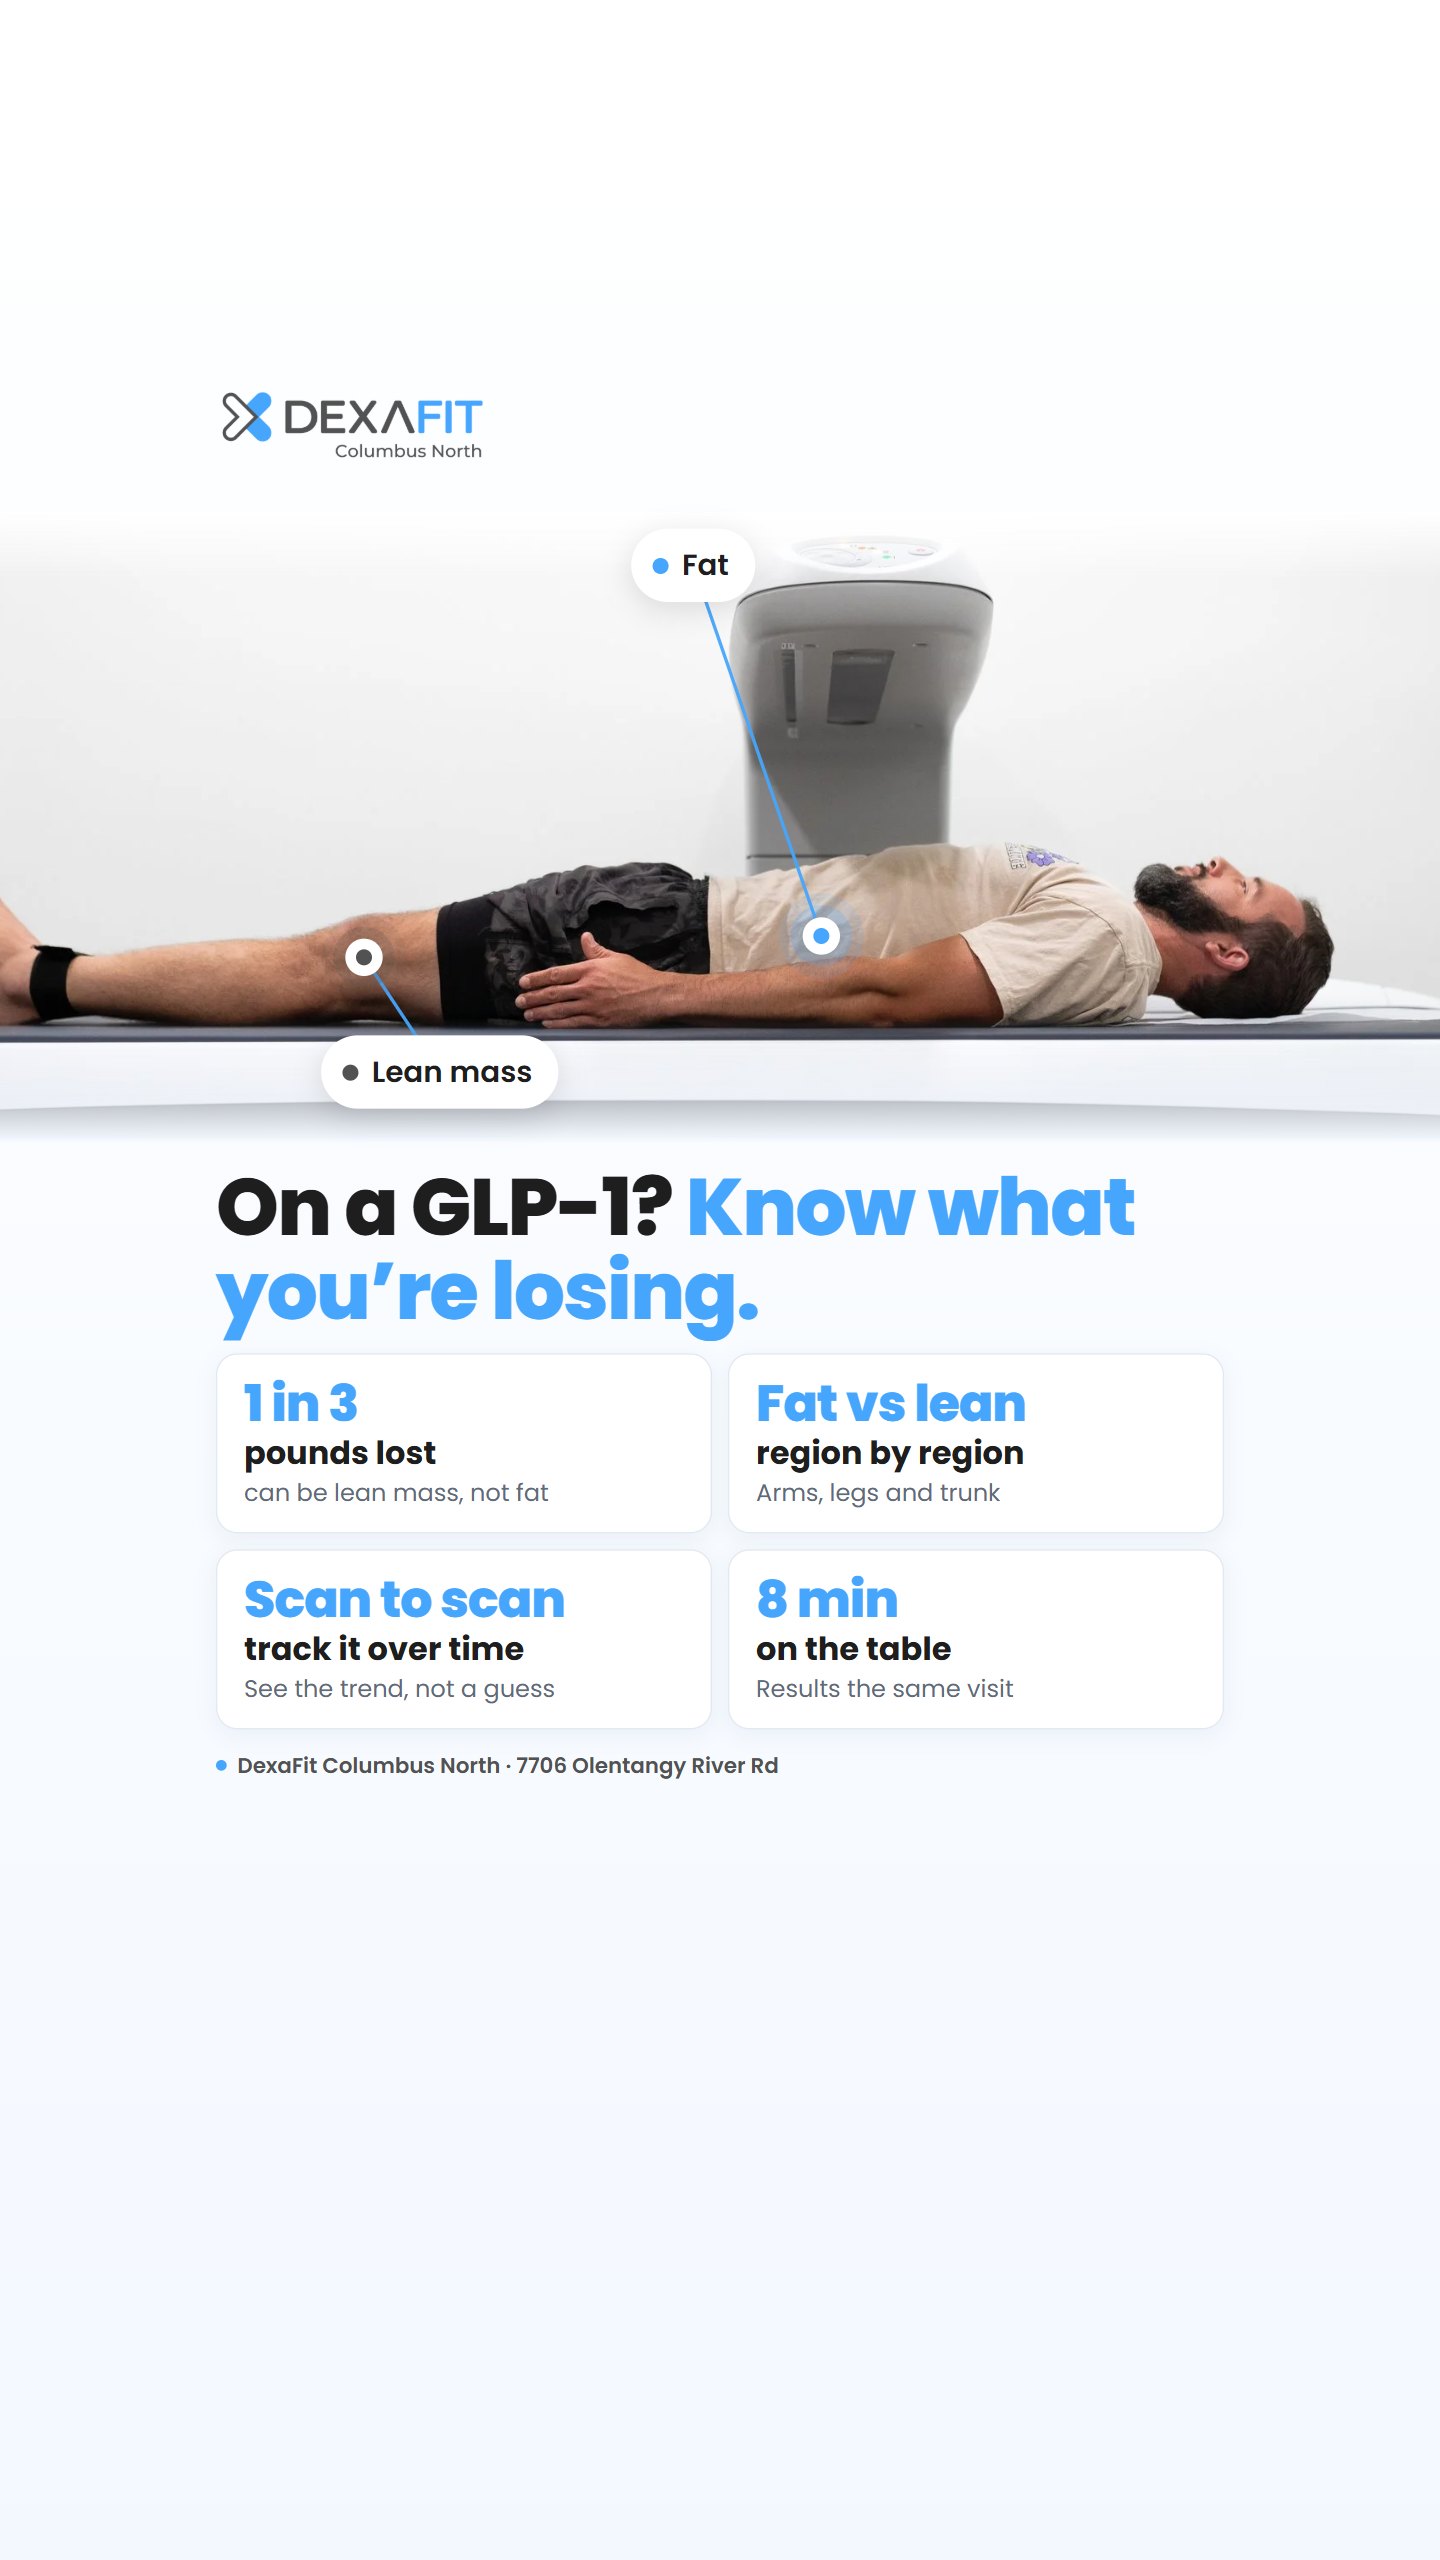 DEXAFIT
Columbus North
Fat
Lean mass
On a GLP-1? Know what
you’re losing.
1 in 3
pounds lost
can be lean mass, not fat
Fat vs lean
region by region
Arms, legs and trunk
Scan to scan
track it over time
See the trend, not a guess
8 min
on the table
Results the same visit
DexaFit Columbus North · 7706 Olentangy River Rd